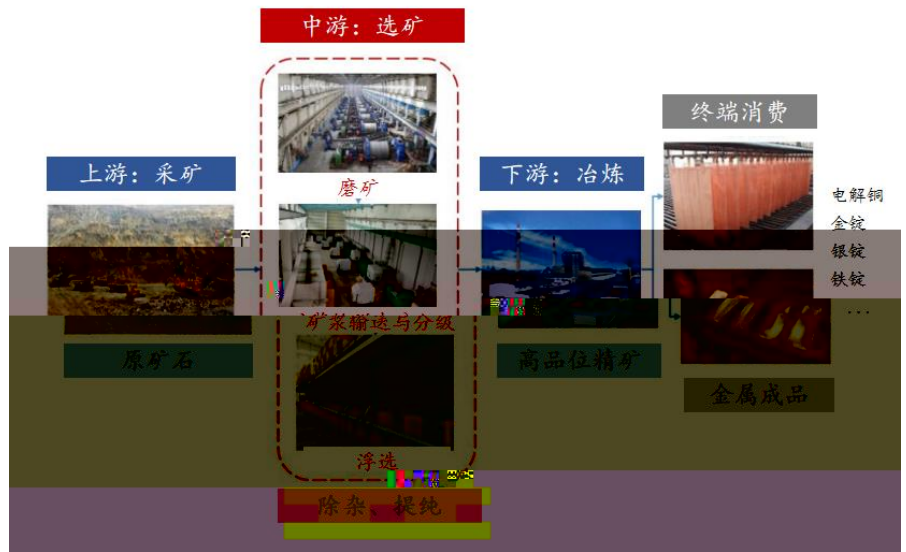 中游：选矿
终端消费
上游：采矿
磨矿
下游：冶炼
电解铜
金锭
银锭
铁锭
...
矿浆输送与分级
原矿石
高品位精矿
金属成品
浮选
除杂、提纯